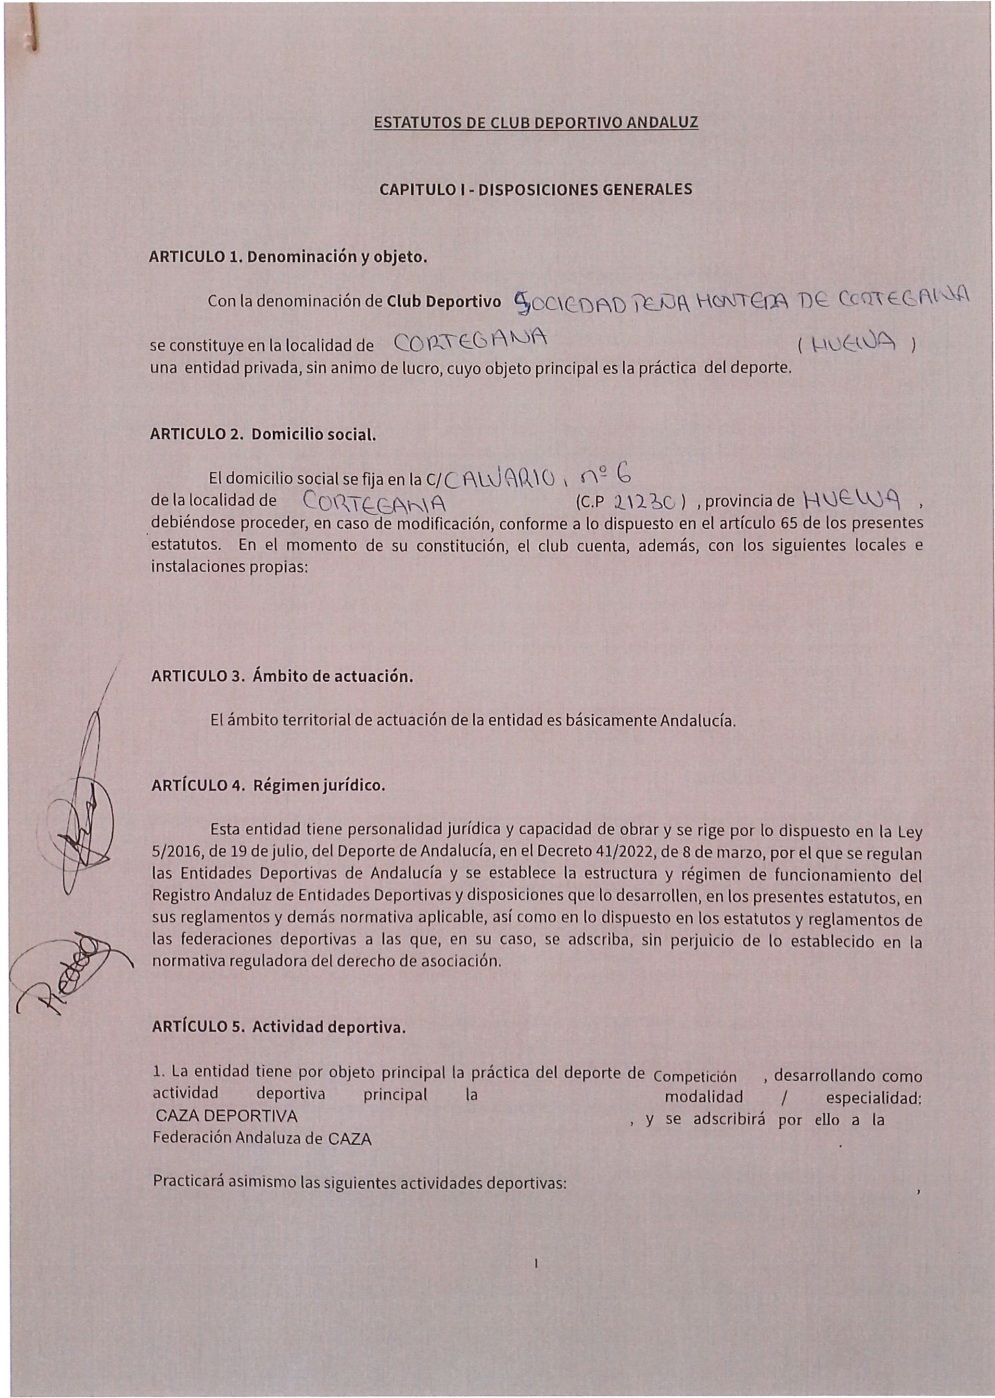 ESTATUTOS DE CLUB DEPORTIVO ANDALUZ
CAPITULO I - DISPOSICIONES GENERALES
ARTICULO 1. Denominación y objeto.
Con la denominación de Club Deportivo SOCIEDAD PEÑA MONTERA DE CORTEGANA
se constituye en la localidad de CORTEGANA (HUELVA)
una entidad privada, sin animo de lucro, cuyo objeto principal es la práctica del deporte.
ARTICULO 2. Domicilio social.
El domicilio social se fija en la C/CALVARIO, nº 6
de la localidad de CORTEGANA (C.P 21230) , provincia de HUELVA ,
debiéndose proceder, en caso de modificación, conforme a lo dispuesto en el artículo 65 de los presentes
estatutos. En el momento de su constitución, el club cuenta, además, con los siguientes locales e
instalaciones propias:
ARTICULO 3. Ámbito de actuación.
El ámbito territorial de actuación de la entidad es básicamente Andalucía.
ARTÍCULO 4. Régimen jurídico.
Esta entidad tiene personalidad jurídica y capacidad de obrar y se rige por lo dispuesto en la Ley
5/2016, de 19 de julio, del Deporte de Andalucía, en el Decreto 41/2022, de 8 de marzo, por el que se regulan
las Entidades Deportivas de Andalucía y se establece la estructura y régimen de funcionamiento del
Registro Andaluz de Entidades Deportivas y disposiciones que lo desarrollen, en los presentes estatutos, en
sus reglamentos y demás normativa aplicable, así como en lo dispuesto en los estatutos y reglamentos de
las federaciones deportivas a las que, en su caso, se adscriba, sin perjuicio de lo establecido en la
normativa reguladora del derecho de asociación.
ARTÍCULO 5. Actividad deportiva.
1. La entidad tiene por objeto principal la práctica del deporte de Competición , desarrollando como
actividad deportiva principal la modalidad / especialidad:
CAZA DEPORTIVA , y se adscribirá por ello a la
Federación Andaluza de CAZA .
Practicará asimismo las siguientes actividades deportivas: ,
1